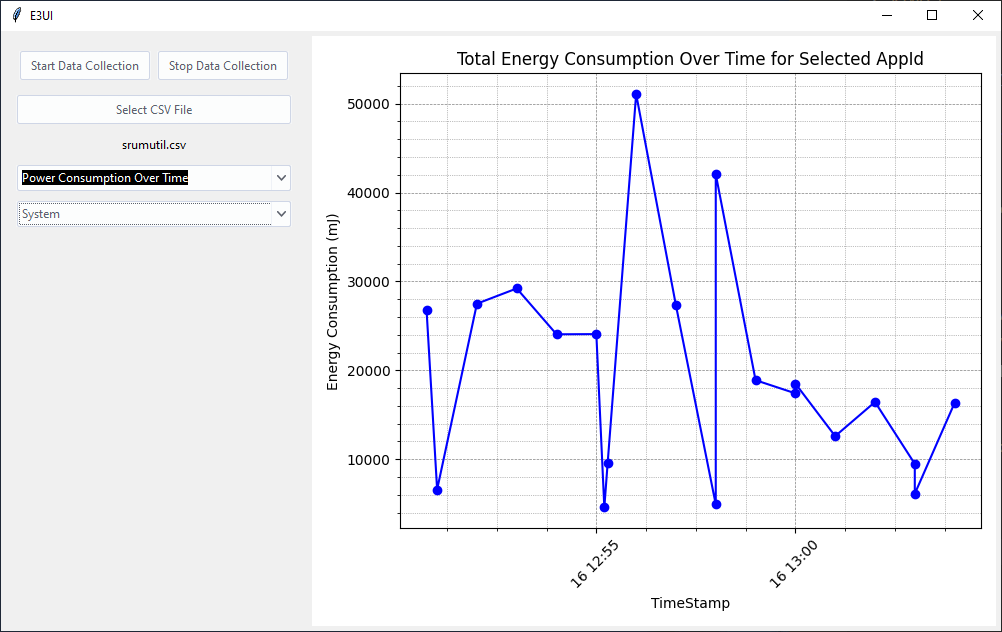 E3UI
Start Data Collection
Stop Data Collection
Select CSV File
srumutil.csv
Power Consumption Over Time
System
Total Energy Consumption Over Time for Selected AppId
Energy Consumption (mJ)
50000
40000
30000
20000
10000
16 12:55
16 13:00
TimeStamp